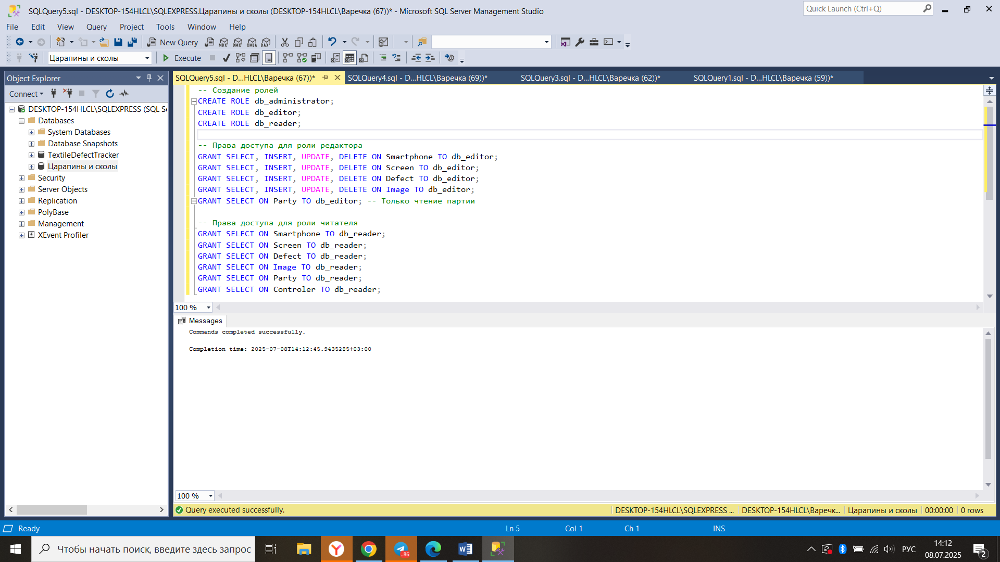 SQLQuery5.sql - DESKTOP-154HLCL\SQLEXPRESS.Царапины и сколы (DESKTOP-154HLCL\Варечка (67))* - Microsoft SQL Server Management Studio
Quick Launch (Ctrl+Q)
File Edit View Query Project Tools Window Help
New Query MDX DMX XMLA DAX
Царапины и сколы Execute
Object Explorer
Connect
DESKTOP-154HLCL\SQLEXPRESS (SQL Se
Databases
System Databases
Database Snapshots
TextileDefectTracker
Царапины и сколы
Security
Server Objects
Replication
PolyBase
Management
XEvent Profiler
SQLQuery5.sql - D...HLCL\Варечка (67))* SQLQuery4.sql - D...HLCL\Варечка (69))* SQLQuery3.sql - D...HLCL\Варечка (62))* SQLQuery1.sql - D...HLCL\Варечка (59))*
-- Создание ролей
CREATE ROLE db_administrator;
CREATE ROLE db_editor;
CREATE ROLE db_reader;
-- Права доступа для роли редактора
GRANT SELECT, INSERT, UPDATE, DELETE ON Smartphone TO db_editor;
GRANT SELECT, INSERT, UPDATE, DELETE ON Screen TO db_editor;
GRANT SELECT, INSERT, UPDATE, DELETE ON Defect TO db_editor;
GRANT SELECT, INSERT, UPDATE, DELETE ON Image TO db_editor;
GRANT SELECT ON Party TO db_editor; -- Только чтение партии
-- Права доступа для роли читателя
GRANT SELECT ON Smartphone TO db_reader;
GRANT SELECT ON Screen TO db_reader;
GRANT SELECT ON Defect TO db_reader;
GRANT SELECT ON Image TO db_reader;
GRANT SELECT ON Party TO db_reader;
GRANT SELECT ON Controler TO db_reader;
100 %
Messages
Commands completed successfully.
Completion time: 2025-07-08T14:12:45.9435285+03:00
100 %
Query executed successfully. DESKTOP-154HLCL\SQLEXPRESS ... DESKTOP-154HLCL\Варечк... Царапины и сколы 00:00:00 0 rows
Ready Ln 5 Col 1 Ch 1 INS
Чтобы начать поиск, введите здесь запрос
..86
РУС
14:12
08.07.2025
2